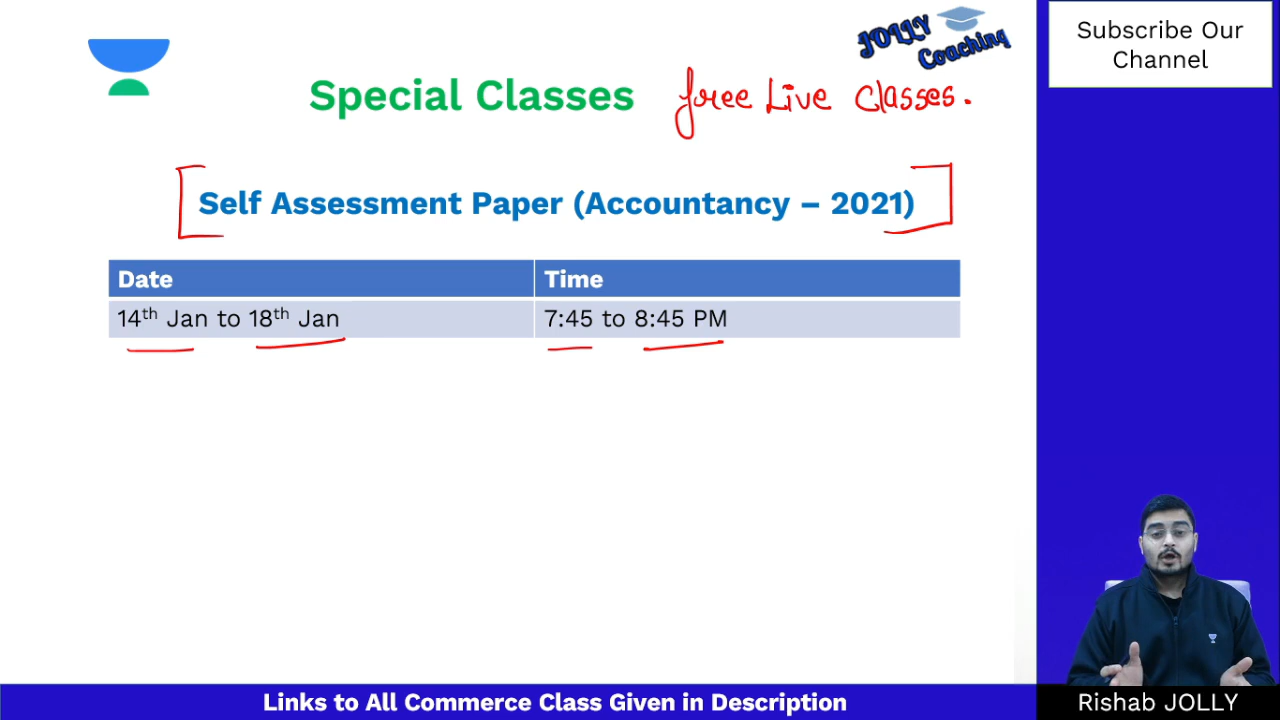 JOLLY
Coaching
Subscribe Our
Channel
Special Classes free Live Classes.
Self Assessment Paper (Accountancy – 2021)
Date Time
14th Jan to 18th Jan 7:45 to 8:45 PM
Links to All Commerce Class Given in Description
Rishab JOLLY